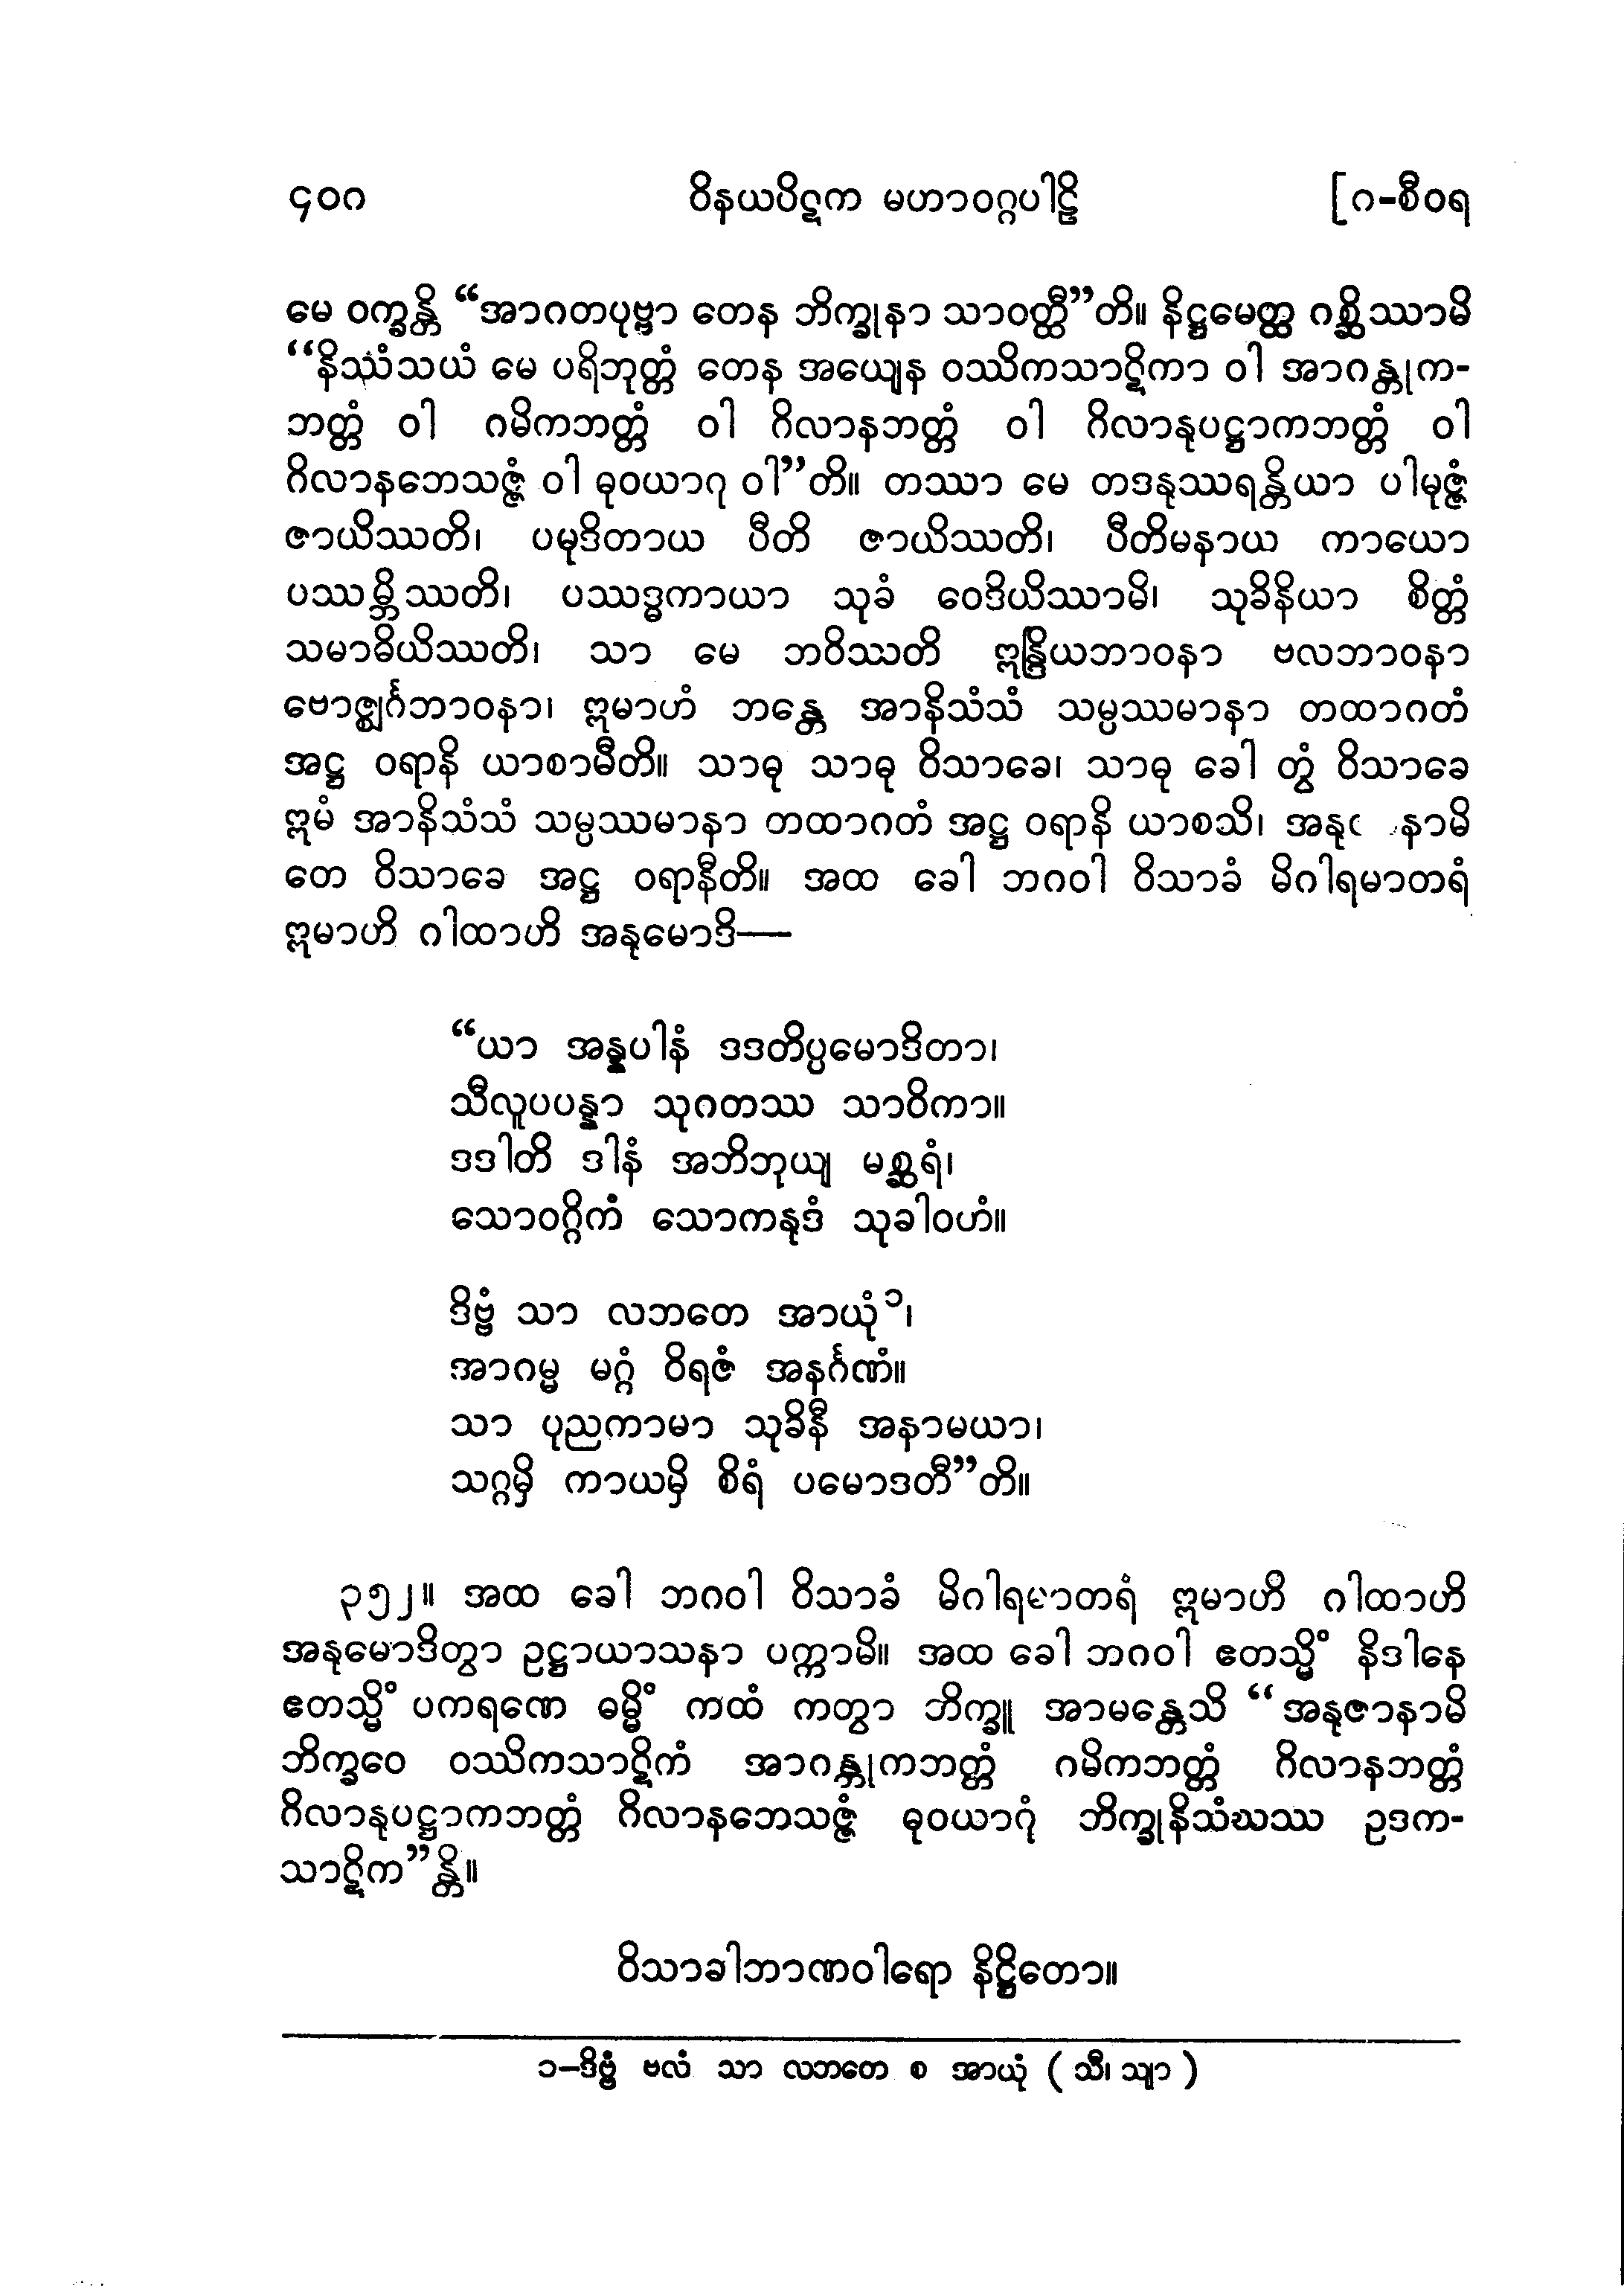 ၄၀၈ ဝိနယပိဋက မဟာဝဂ္ဂပါဠိ [၈-စီဝရ
မေ ဝက္ခန္တိ “အာဂတပုဗ္ဗာ တေန ဘိက္ခုနာ သာဝတ္ထီ”တိ။ နိဋ္ဌမေတ္ထ ဂစ္ဆိဿာမိ
“နိဿံသယံ မေ ပရိဘုတ္တံ တေန အယျေန ဝဿိကသာဋိကာ ဝါ အာဂန္တုက-
ဘတ္တံ ဝါ ဂမိကဘတ္တံ ဝါ ဂိလာနဘတ္တံ ဝါ ဂိလာနုပဋ္ဌာကဘတ္တံ ဝါ
ဂိလာနဘေသဇ္ဇံ ဝါ ဓုဝယာဂု ဝါ”တိ။ တဿာ မေ တဒနုဿရန္တိယာ ပါမုဇ္ဇံ
ဇာယိဿတိ၊ ပမုဒိတာယ ပီတိ ဇာယိဿတိ၊ ပီတိမနာယ ကာယော
ပဿမ္ဘိဿတိ၊ ပဿဒ္ဓကာယာ သုခံ ဝေဒိယိဿာမိ၊ သုခိနိယာ စိတ္တံ
သမာဓိယိဿတိ၊ သာ မေ ဘဝိဿတိ ဣန္ဒြိယဘာဝနာ ဗလဘာဝနာ
ဗောဇ္ဈင်္ဂဘာဝနာ၊ ဣမာဟံ ဘန္တေ အာနိသံသံ သမ္ပဿမာနာ တထာဂတံ
အဋ္ဌ ဝရာနိ ယာစာမီတိ။ သာဓု သာဓု ဝိသာခေ၊ သာဓု ခေါ တွံ ဝိသာခေ
ဣမံ အာနိသံသံ သမ္ပဿမာနာ တထာဂတံ အဋ္ဌ ဝရာနိ ယာစသိ၊
တေ ဝိသာခေ အဋ္ဌ ဝရာနီတိ။ အထ ခေါ ဘဂဝါ ဝိသာခံ မိဂါရမာတရံ
ဣမာဟိ ဂါထာဟိ အနုမောဒိ—
“ယာ အန္နပါနံ ဒဒတိပ္ပမောဒိတာ၊
သီလူပပန္နာ သုဂတဿ သာဝိကာ။
ဒဒါတိ ဒါနံ အဘိဘုယျ မစ္ဆရံ၊
သောဝဂ္ဂိကံ သောကနုဒံ သုခါဝဟံ။
ဒိဗ္ဗံ သာ လဘတေ အာယုံ၁၊
အာဂမ္မ မဂ္ဂံ ဝိရဇံ အနင်္ဂဏံ။
သာ ပုညကာမာ သုခိနီ အနာမယာ၊
သဂ္ဂမှိ ကာယမှိ စိရံ ပမောဒတီ”တိ။
၃၅၂။ အထ ခေါ ဘဂဝါ ဝိသာခံ မိဂါရမာတရံ ဣမာဟိ ဂါထာဟိ
အနုမောဒိတွာ ဥဋ္ဌာယာသနာ ပက္ကာမိ။ အထ ခေါ ဘဂဝါ ဧတသ္မိံ နိဒါနေ
ဧတသ္မိံ ပကရဏေ ဓမ္မိံ ကထံ ကတွာ ဘိက္ခူ အာမန္တေသိ “အနုဇာနာမိ
ဘိက္ခဝေ ဝဿိကသာဋိကံ အာဂန္တုကဘတ္တံ ဂမိကဘတ္တံ ဂိလာနဘတ္တံ
ဂိလာနုပဋ္ဌာကဘတ္တံ ဂိလာနဘေသဇ္ဇံ ဓုဝယာဂုံ ဘိက္ခုနိသံဃဿ ဥဒက-
သာဋိက”န္တိ။
ဝိသာခါဘာဏဝါရော နိဋ္ဌိတော။
၁–ဒိဗ္ဗံ ဗလံ သာ လဘတေ စ အာယုံ (သီ၊ သျာ)